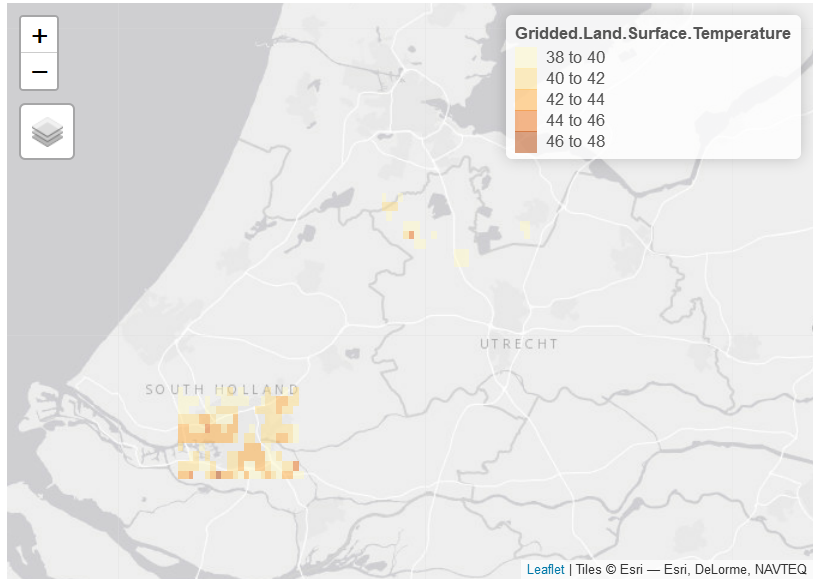 +
−
Gridded.Land.Surface.Temperature
38 to 40
40 to 42
42 to 44
44 to 46
46 to 48
UTRECHT
SOUTH HOLLAND
Leaflet | Tiles © Esri — Esri, DeLorme, NAVTEQ